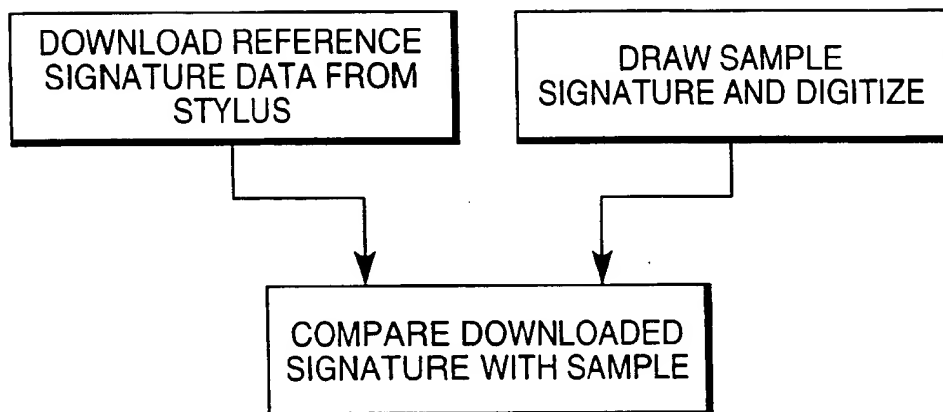 DOWNLOAD REFERENCE
SIGNATURE DATA FROM
STYLUS
DRAW SAMPLE
SIGNATURE AND DIGITIZE
COMPARE DOWNLOADED
SIGNATURE WITH SAMPLE